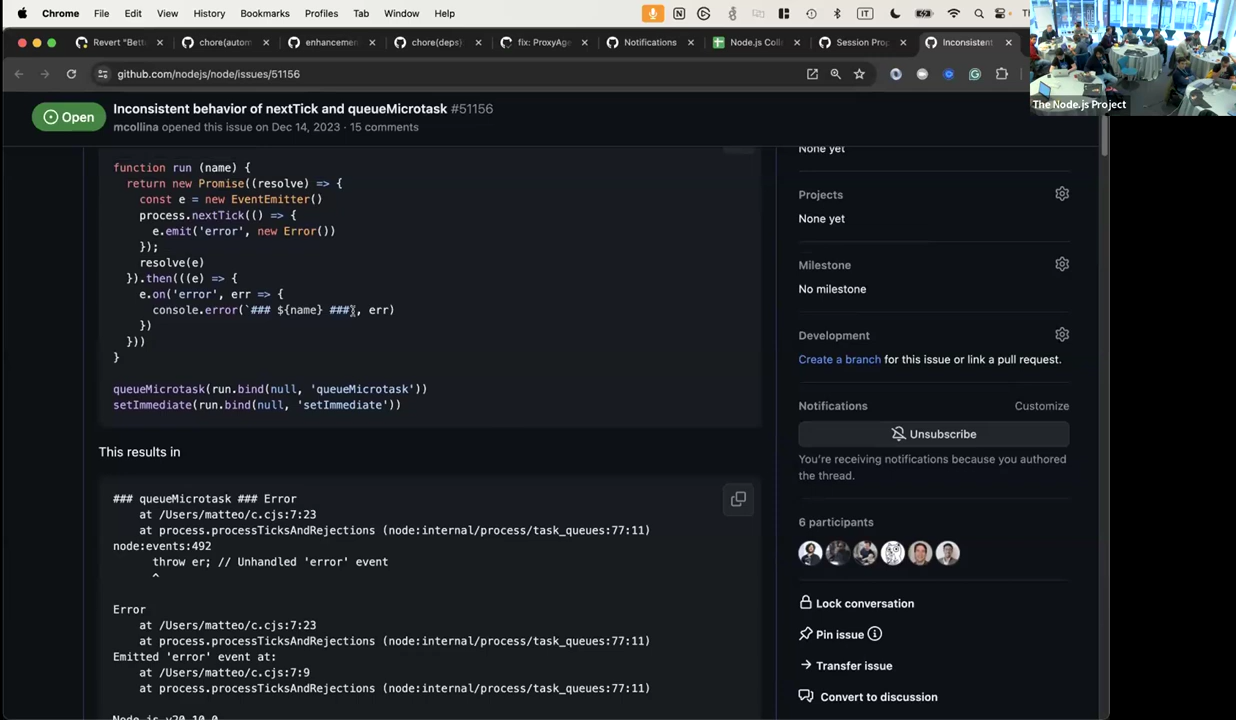 Chrome File Edit View History Bookmarks Profiles Tab Window Help
IT
Revert "Bett
chore(autom
enhancemen
chore(deps)
fix: ProxyAge
Notifications
Node.js Coll
Session Prop
Inconsistent
github.com/nodejs/node/issues/51156
The Node.js Project
Open
Inconsistent behavior of nextTick and queueMicrotask #51156
mcollina opened this issue on Dec 14, 2023 · 15 comments
function run (name) {
return new Promise((resolve) => {
const e = new EventEmitter()
process.nextTick(() => {
e.emit('error', new Error())
});
resolve(e)
}).then(((e) => {
e.on('error', err => {
console.error(`### ${name} ###`, err)
})
}))
}
queueMicrotask(run.bind(null, 'queueMicrotask'))
setImmediate(run.bind(null, 'setImmediate'))
This results in
### queueMicrotask ### Error
at /Users/matteo/c.cjs:7:23
at process.processTicksAndRejections (node:internal/process/task_queues:77:11)
node:events:492
throw er; // Unhandled 'error' event
^
Error
at /Users/matteo/c.cjs:7:23
at process.processTicksAndRejections (node:internal/process/task_queues:77:11)
Emitted 'error' event at:
at /Users/matteo/c.cjs:7:9
at process.processTicksAndRejections (node:internal/process/task_queues:77:11)
Node.js v20.10.0
None yet
Projects
None yet
Milestone
No milestone
Development
Create a branch for this issue or link a pull request.
Notifications Customize
Unsubscribe
You're receiving notifications because you authored
the thread.
6 participants
Lock conversation
Pin issue
Transfer issue
Convert to discussion